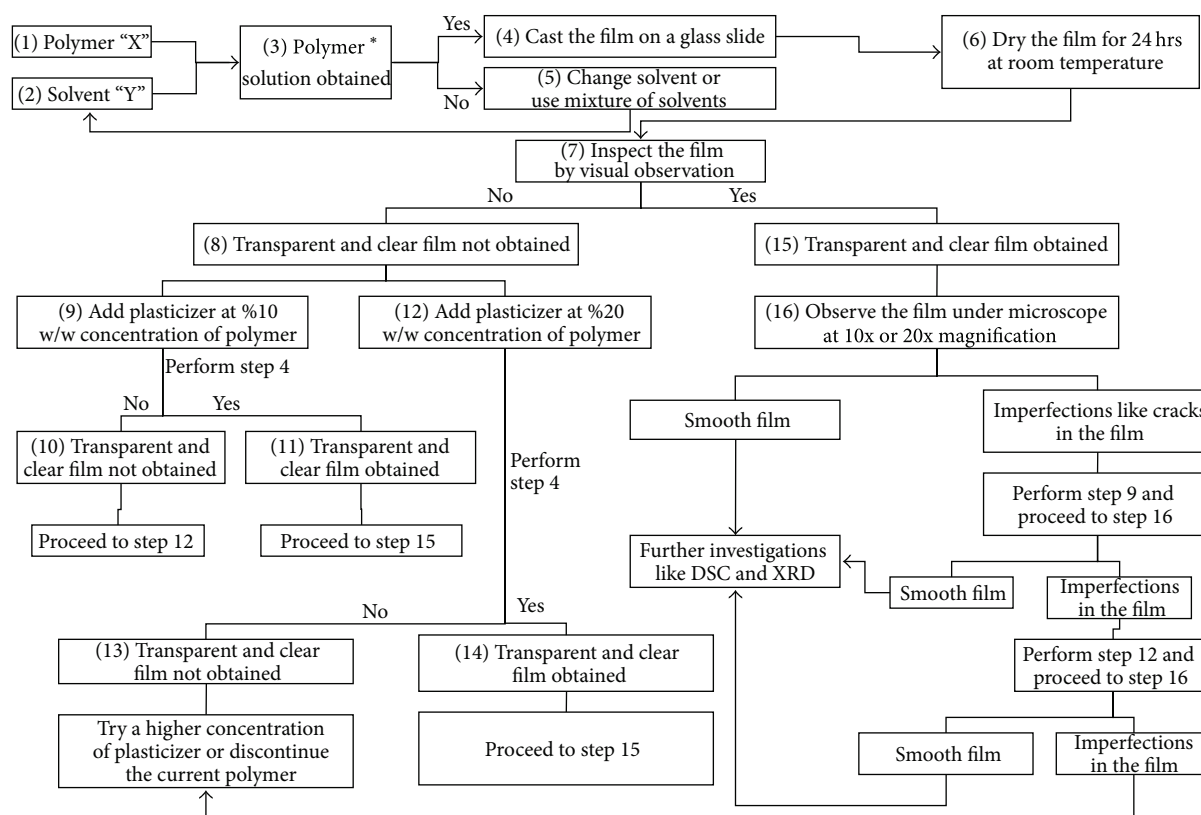 (1) Polymer “X”
(2) Solvent “Y”
(3) Polymer *
solution obtained
Yes
No
(4) Cast the film on a glass slide
(5) Change solvent or
use mixture of solvents
(6) Dry the film for 24 hrs
at room temperature
(7) Inspect the film
by visual observation
No
Yes
(8) Transparent and clear film not obtained
(15) Transparent and clear film obtained
(9) Add plasticizer at %10
w/w concentration of polymer
(12) Add plasticizer at %20
w/w concentration of polymer
(16) Observe the film under microscope
at 10x or 20x magnification
Perform step 4
No
Yes
(10) Transparent and
clear film not obtained
(11) Transparent and
clear film obtained
Proceed to step 12
Proceed to step 15
Perform
step 4
Smooth film
Imperfections like cracks
in the film
Perform step 9 and
proceed to step 16
Further investigations
like DSC and XRD
Smooth film
Imperfections
in the film
No
Yes
(13) Transparent and clear
film not obtained
(14) Transparent and clear
film obtained
Perform step 12 and
proceed to step 16
Try a higher concentration
of plasticizer or discontinue
the current polymer
Proceed to step 15
Smooth film
Imperfections
in the film